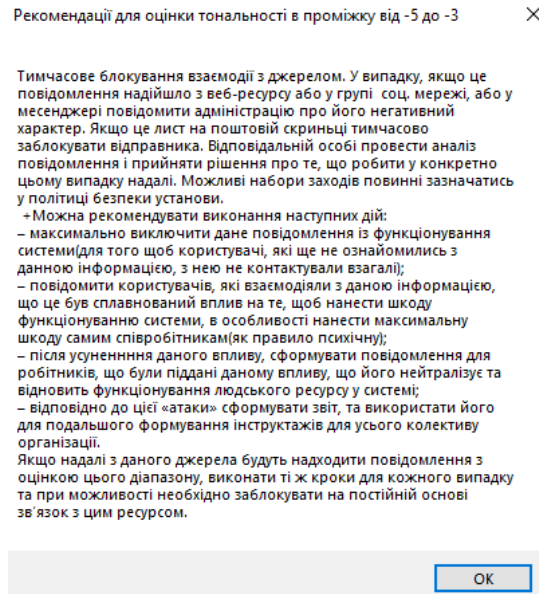 Рекомендації для оцінки тональності в проміжку від -5 до -3
Тимчасове блокування взаємодії з джерелом. У випадку, якщо це
повідомлення надійшло з веб-ресурсу або у групі соц. мережі, або у
месенджері повідомити адміністрацію про його негативний
характер. Якщо це лист на поштовій скриньці тимчасово
заблокувати відправника. Відповідальній особі провести аналіз
повідомлення і прийняти рішення про те, що робити у конкретно
цьому випадку надалі. Можливі набори заходів повинні зазначатись
у політиці безпеки установи.
+Можна рекомендувати виконання наступних дій:
– максимально виключити дане повідомлення із функціонування
системи(для того щоб користувачі, які ще не ознайомились з
данною інформацією, з нею не контактували взагалі);
– повідомити користувачів, які взаємодіяли з даною інформацією,
що це був сплавнований вплив на те, щоб нанести шкоду
функціонуванню системи, в особливості нанести максимальну
шкоду самим співробітникам(як правило психічну);
– після усуненннння даного впливу, сформувати повідомлення для
робітників, що були піддані даному впливу, що його нейтралізує та
відновить функціонування людського ресурсу у системі;
– відповідно до цієї «атаки» сформувати звіт, та використати його
для подальшого формування інструктажів для усього колективу
організації.
Якщо надалі з даного джерела будуть надходити повідомлення з
оцінкою цього діапазону, виконати ті ж кроки для кожного випадку
та при можливості необхідно заблокувати на постійній основі
зв'язок з цим ресурсом.
ОК